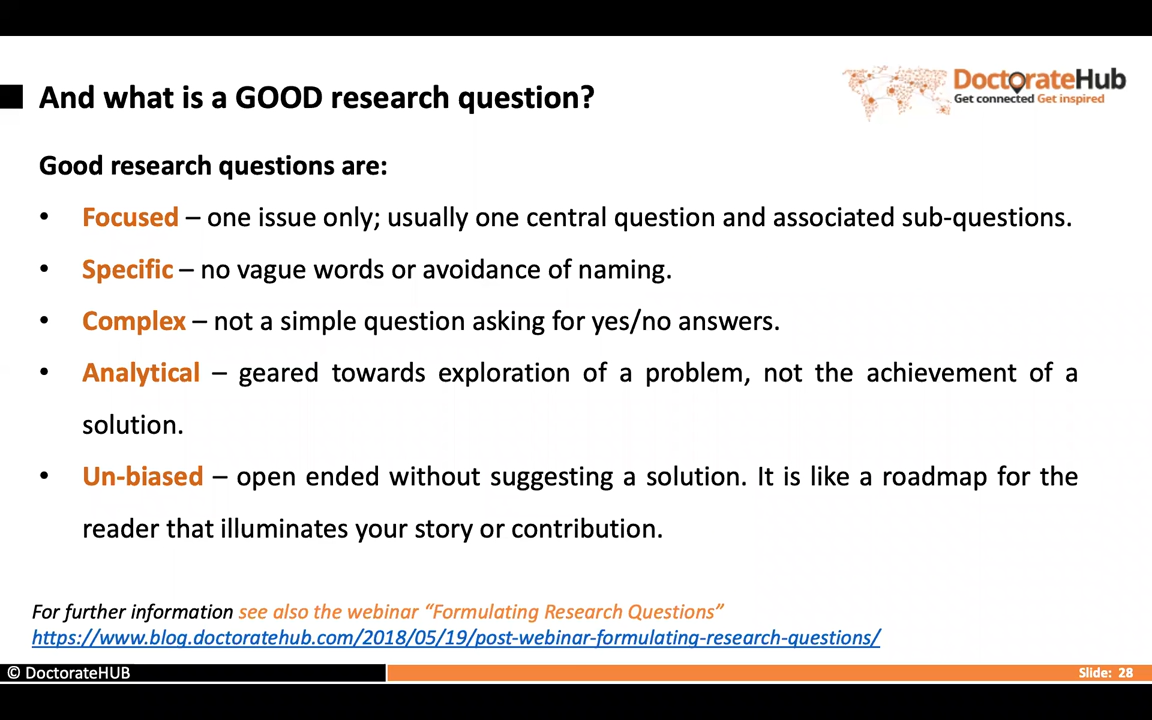 And what is a GOOD research question?
DoctorateHub
Get connected Get inspired
Good research questions are:
• Focused – one issue only; usually one central question and associated sub-questions.
• Specific – no vague words or avoidance of naming.
• Complex – not a simple question asking for yes/no answers.
• Analytical – geared towards exploration of a problem, not the achievement of a
solution.
• Un-biased – open ended without suggesting a solution. It is like a roadmap for the
reader that illuminates your story or contribution.
For further information see also the webinar “Formulating Research Questions”
https://www.blog.doctoratehub.com/2018/05/19/post-webinar-formulating-research-questions/
© DoctorateHUB
Slide: 28